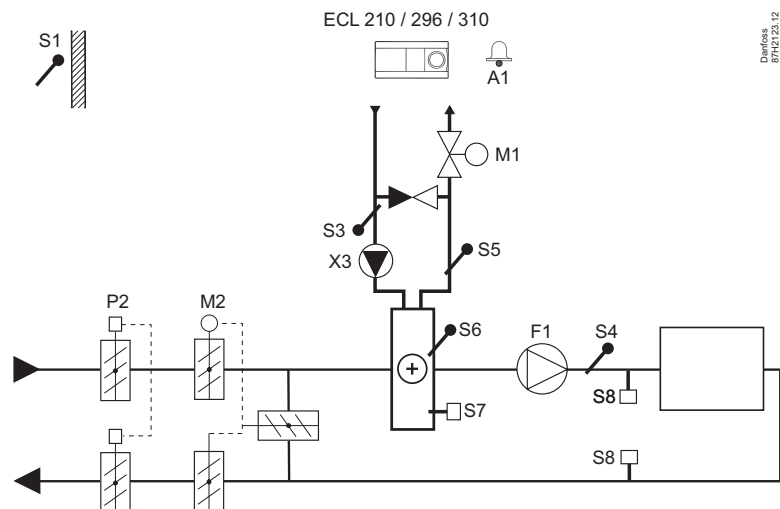 ECL 210 / 296 / 310
Danfoss
87H2123.12
S1
A1
M1
S3
X3
S5
P2
M2
S6
F1
S4
S8
S7
S8